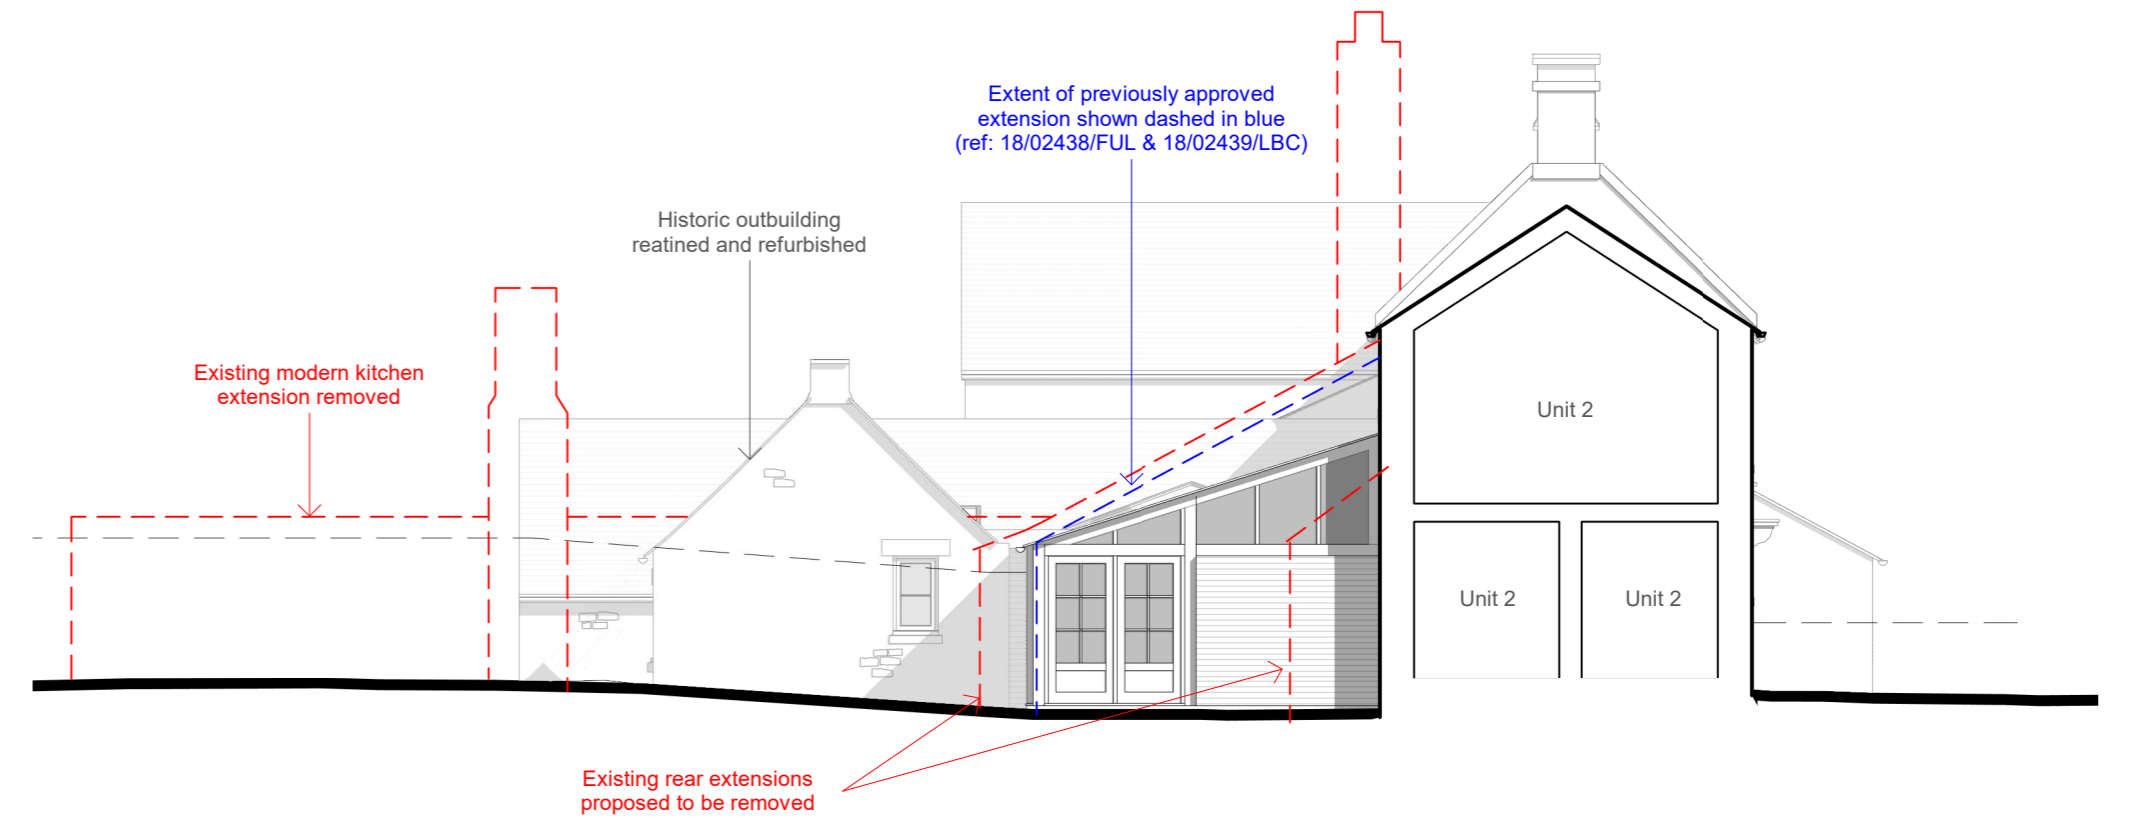 Extent of previously approved
extension shown dashed in blue
(ref: 18/02438/FUL & 18/02439/LBC)
Historic outbuilding
reatined and refurbished
Existing modern kitchen
extension removed
Unit 2
Unit 2
Unit 2
Existing rear extensions
proposed to be removed